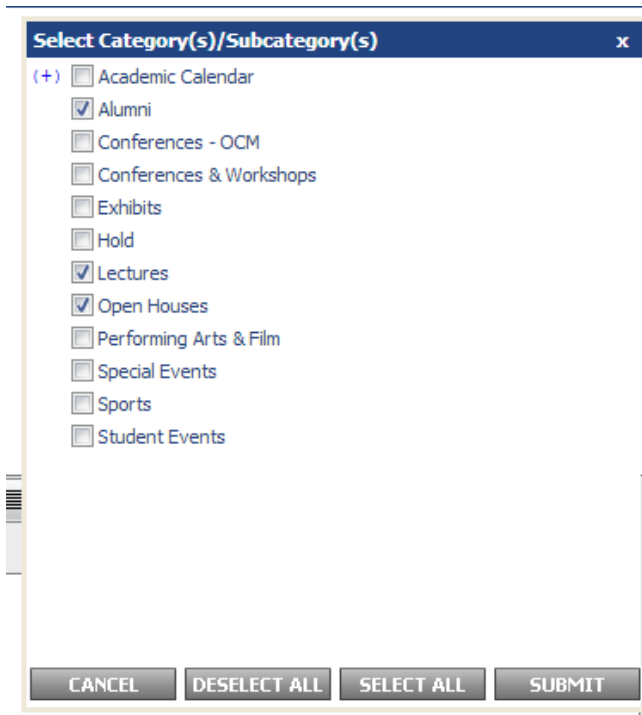 Select Category(s)/Subcategory(s) x
(+) Academic Calendar
Alumni
Conferences - OCM
Conferences & Workshops
Exhibits
Hold
Lectures
Open Houses
Performing Arts & Film
Special Events
Sports
Student Events
CANCEL DESELECT ALL SELECT ALL SUBMIT